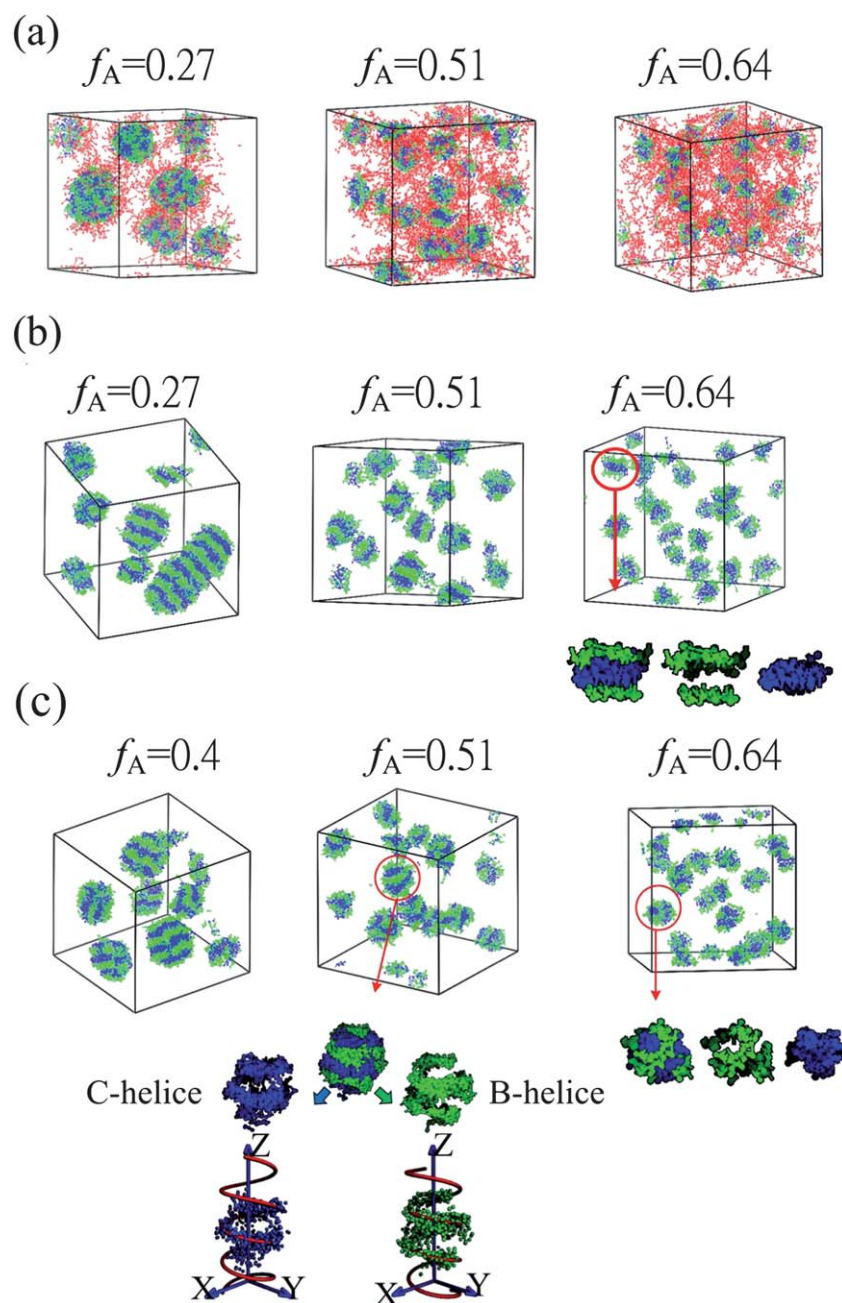 (a)
fA=0.27 fA=0.51 fA=0.64
(b)
fA=0.27 fA=0.51 fA=0.64
(c)
fA=0.4 fA=0.51 fA=0.64
C-helice B-helice
Z Z
X Y X Y